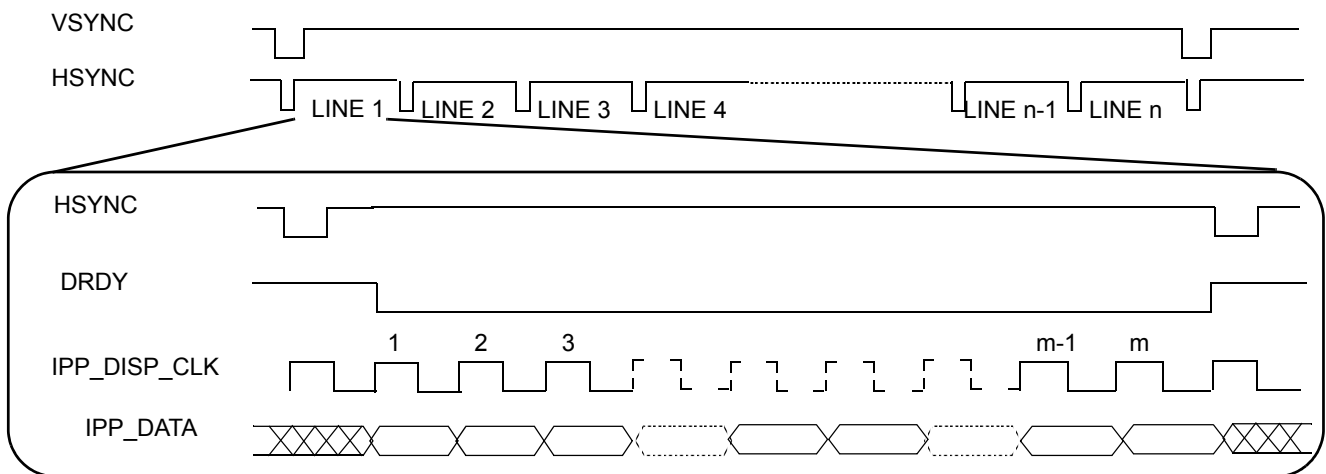 VSYNC
HSYNC
LINE 1 LINE 2 LINE 3 LINE 4 LINE n-1 LINE n
HSYNC
DRDY
1 2 3 m-1 m
IPP_DISP_CLK
IPP_DATA